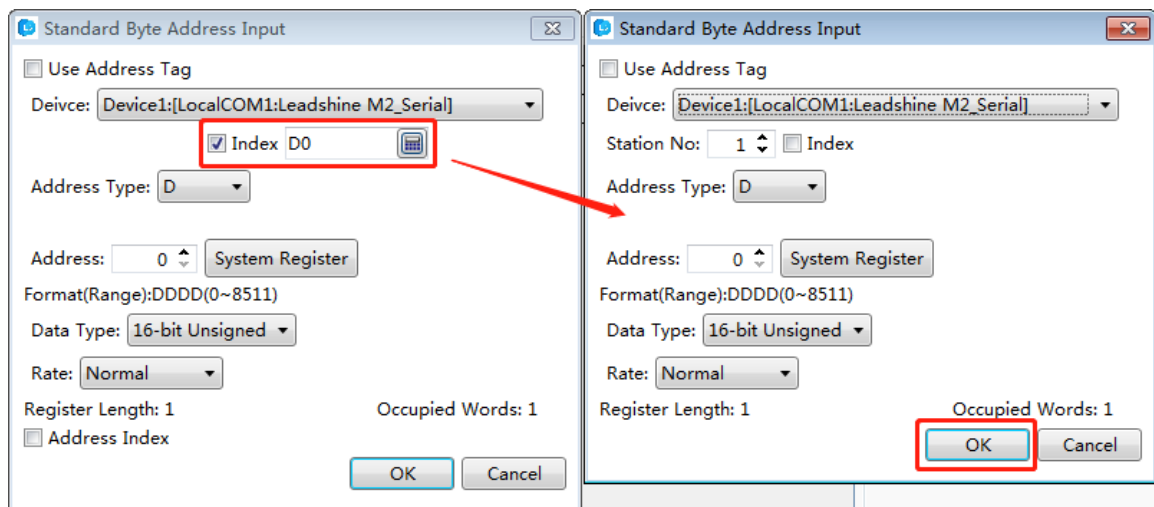 Standard Byte Address Input
Use Address Tag
Deivce: Device1:[LocalCOM1:Leadshine M2_Serial]
Index D0
Address Type: D
Address: 0 System Register
Format(Range):DDDD(0~8511)
Data Type: 16-bit Unsigned
Rate: Normal
Register Length: 1 Occupied Words: 1
Address Index
OK Cancel
Standard Byte Address Input
Use Address Tag
Deivce: Device1:[LocalCOM1:Leadshine M2_Serial]
Station No: 1 Index
Address Type: D
Address: 0 System Register
Format(Range):DDDD(0~8511)
Data Type: 16-bit Unsigned
Rate: Normal
Register Length: 1 Occupied Words: 1
OK Cancel